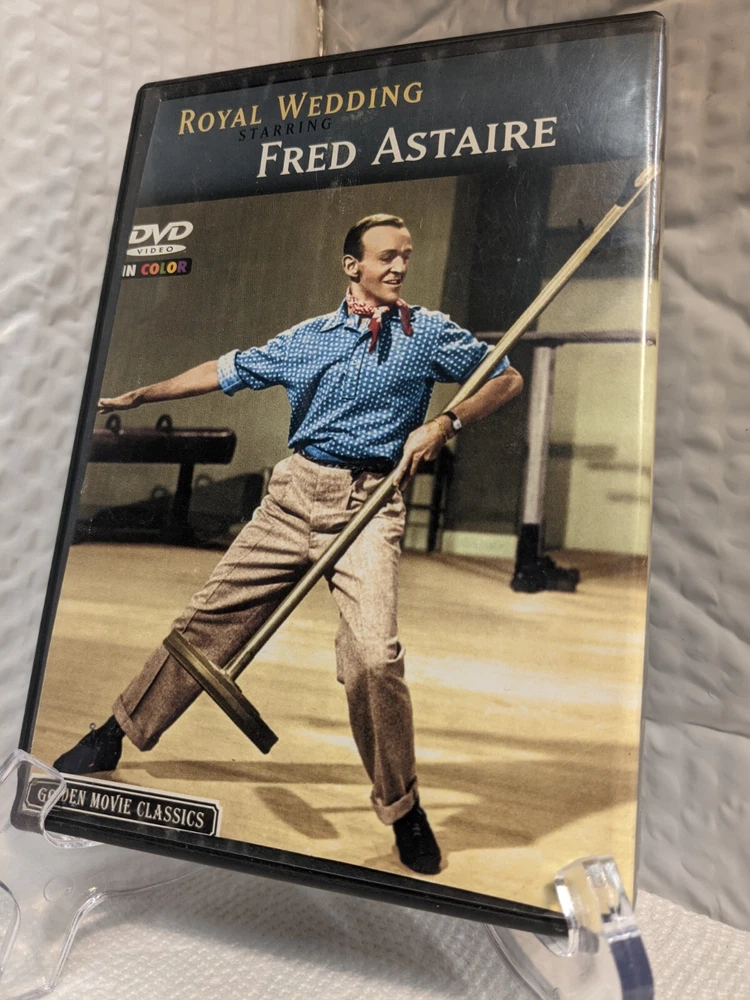 ROYAL WEDDING
STARRING
FRED ASTAIRE
DVD
VIDEO
IN COLOR
GOLDEN MOVIE CLASSICS